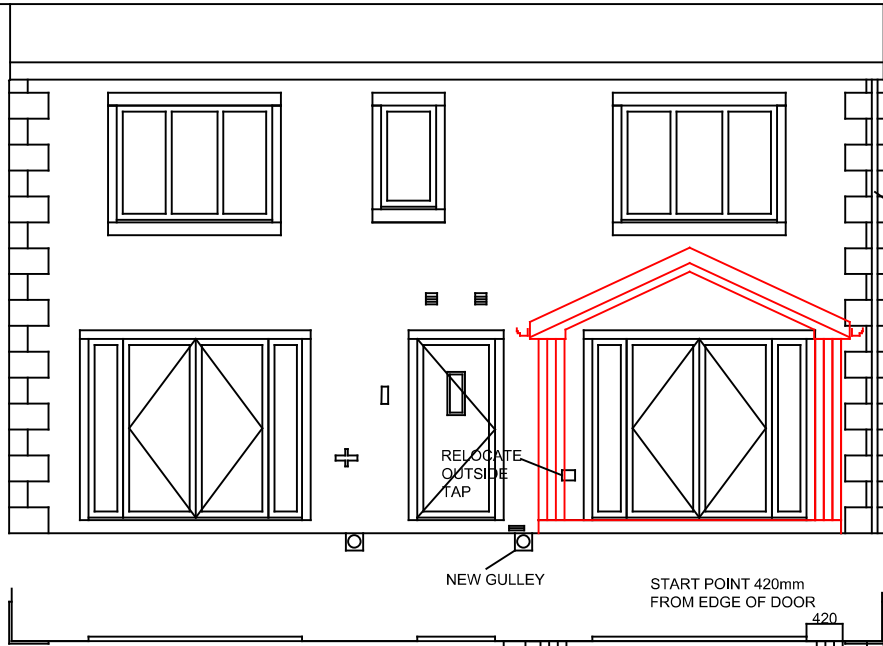 RELOCATE
OUTSIDE
TAP
NEW GULLEY
START POINT 420mm
FROM EDGE OF DOOR
420